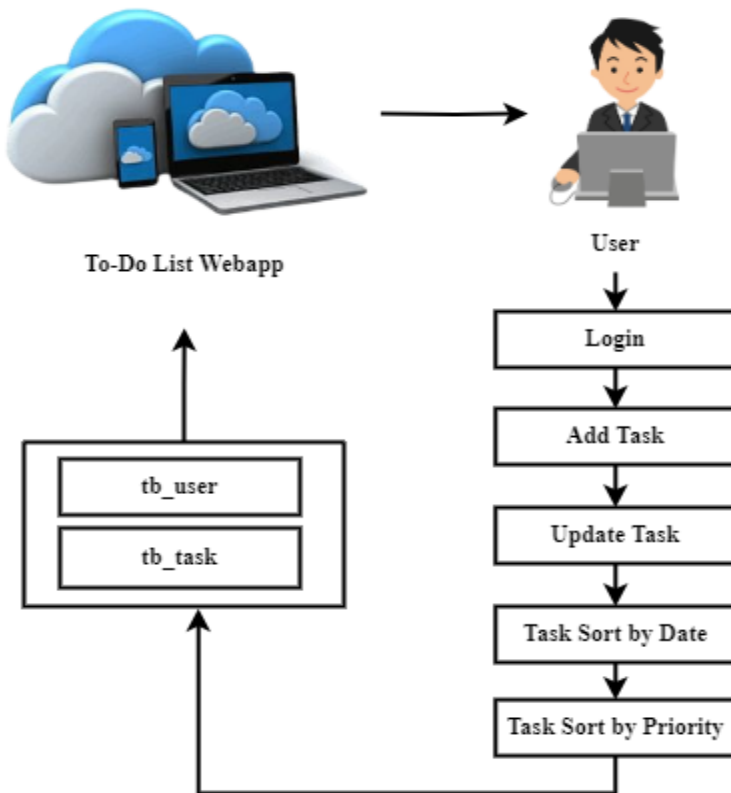 To-Do List Webapp
User
Login
Add Task
Update Task
Task Sort by Date
Task Sort by Priority
tb_user
tb_task